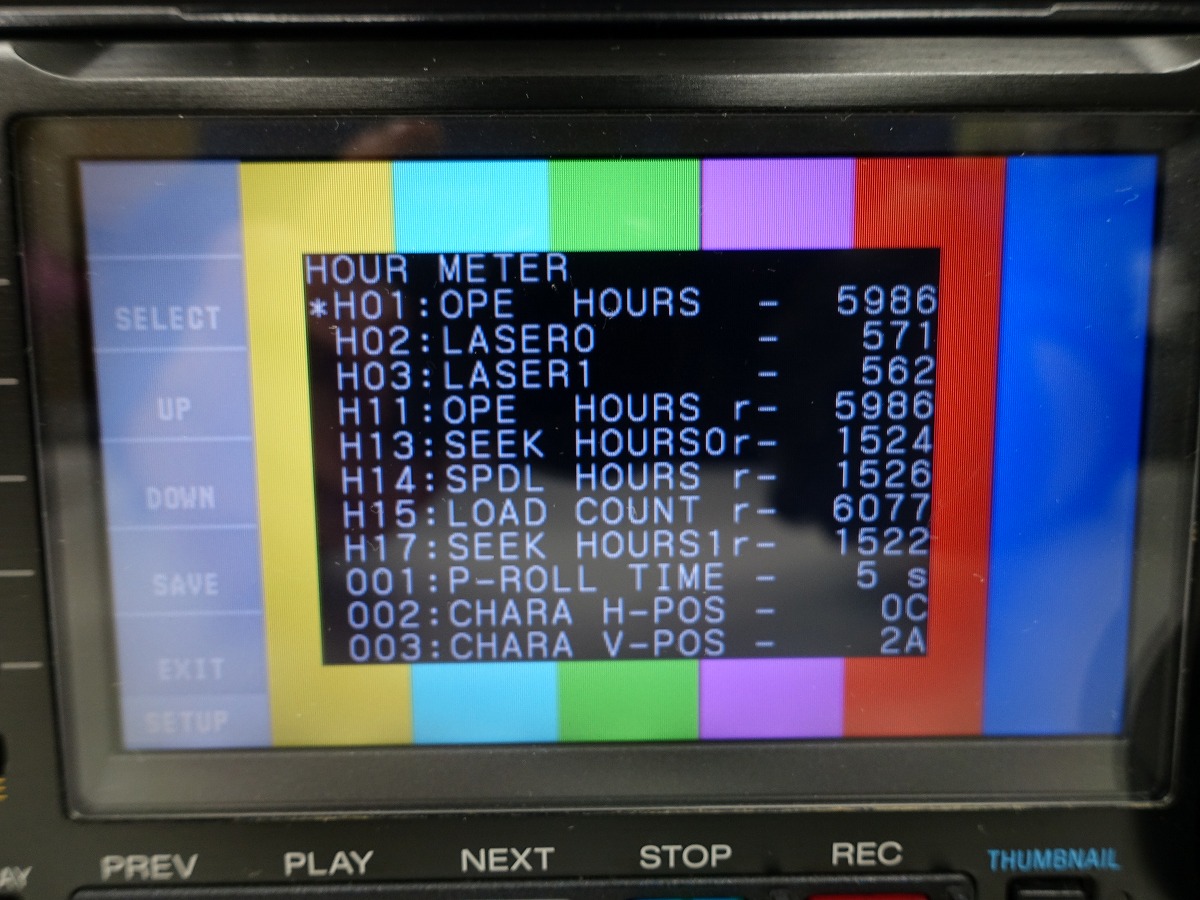 HOUR METER
*H01:OPE HOURS - 5986
H02:LASER0 - 571
H03:LASER1 - 562
H11:OPE HOURS r- 5986
H13:SEEK HOURS0r- 1524
H14:SPDL HOURS r- 1526
H15:LOAD COUNT r- 6077
H17:SEEK HOURS1r- 1522
001:P-ROLL TIME - 5 s
002:CHARA H-POS - 0C
003:CHARA V-POS - 2A
SELECT
UP
DOWN
SAVE
EXIT
SETUP
PREV PLAY NEXT STOP REC THUMBNAIL